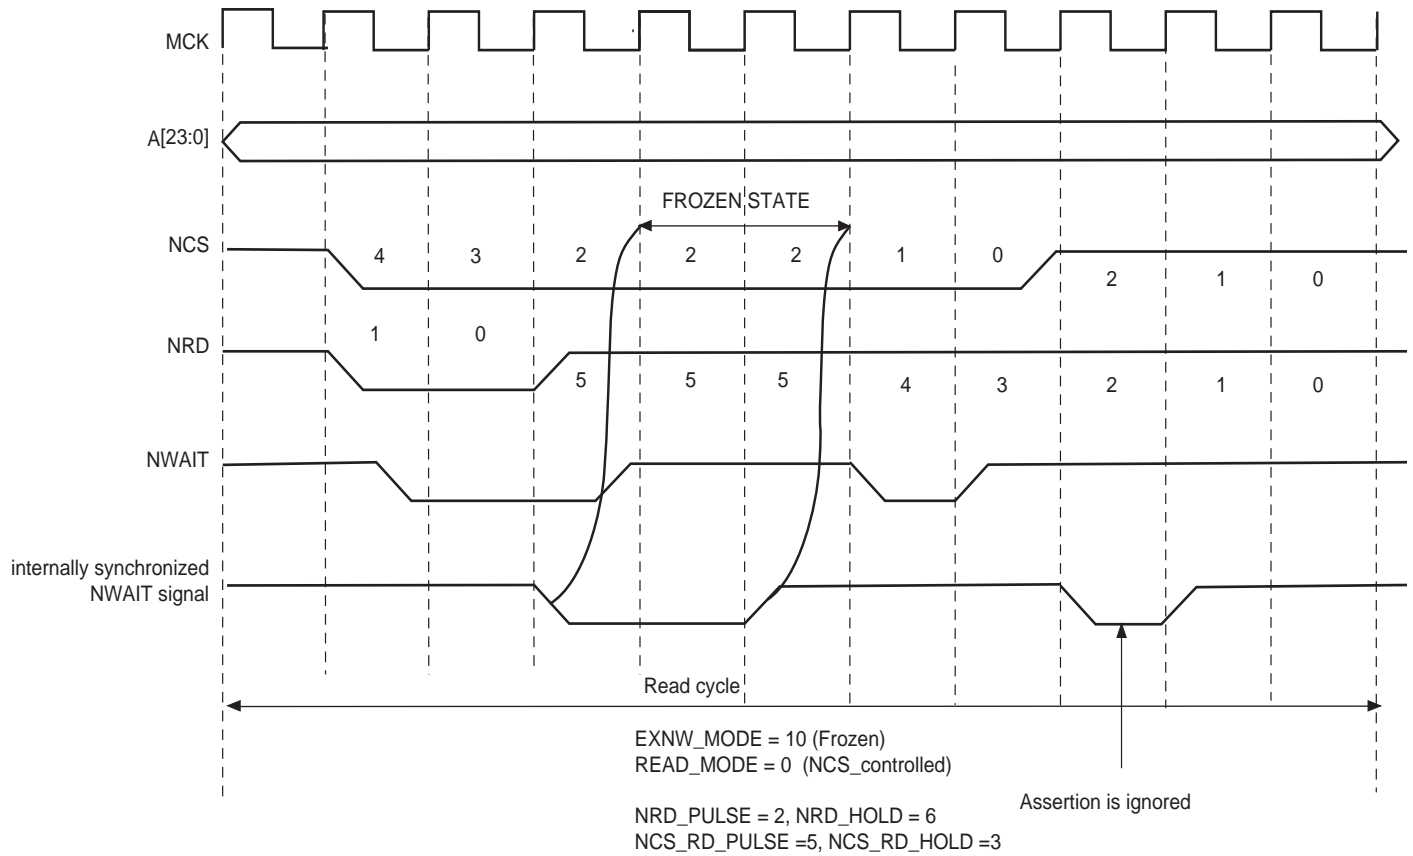 MCK
A[23:0]
FROZEN STATE
NCS
4 3 2 2 2 1 0
2 1 0
NRD
1 0
5 5 5 4 3 2 1 0
NWAIT
internally synchronized
NWAIT signal
Read cycle
EXNW_MODE = 10 (Frozen)
READ_MODE = 0 (NCS_controlled)
Assertion is ignored
NRD_PULSE = 2, NRD_HOLD = 6
NCS_RD_PULSE =5, NCS_RD_HOLD =3